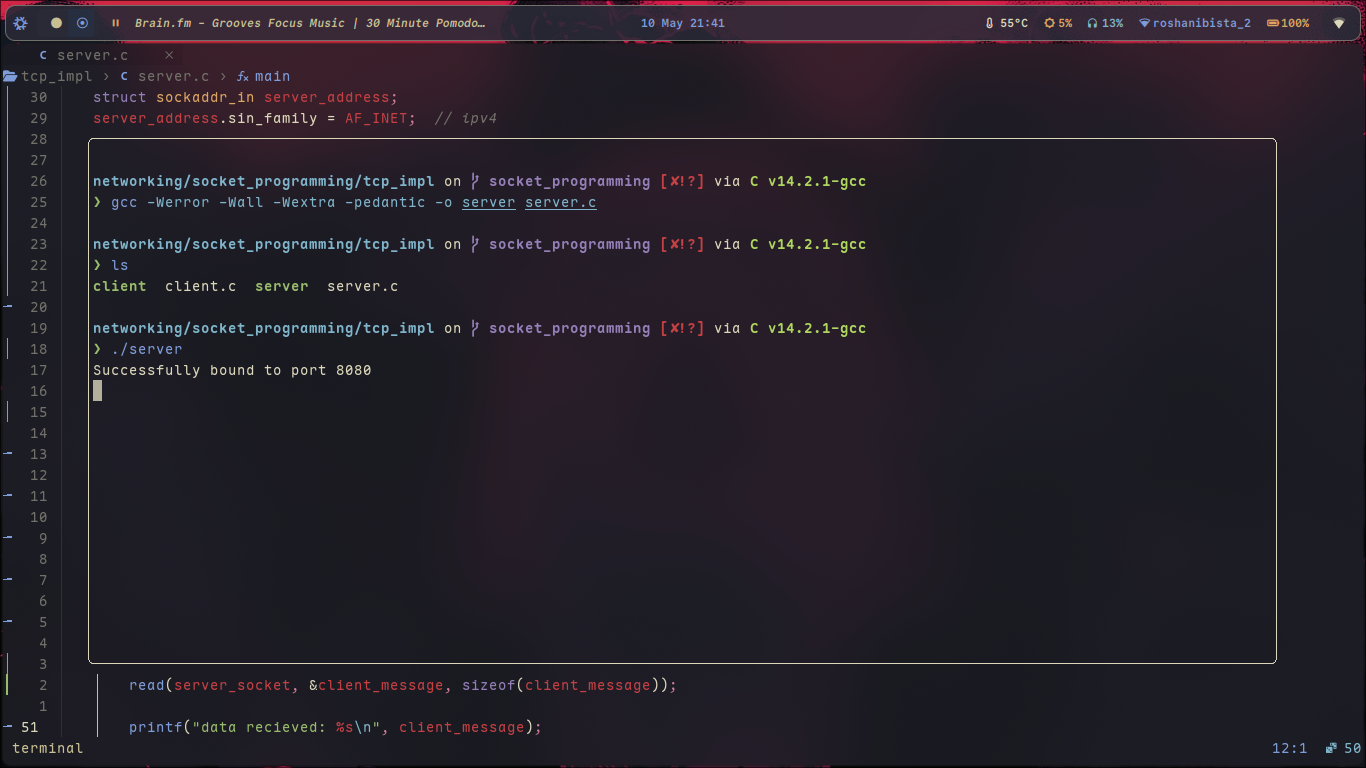 Brain.fm - Grooves Focus Music | 30 Minute Pomodo… 10 May 21:41 55°C 5% 13% roshanibista_2 100%
C server.c ×
tcp_impl › C server.c › fx main
30 struct sockaddr_in server_address;
29 server_address.sin_family = AF_INET; // ipv4
28
27
26 networking/socket_programming/tcp_impl on socket_programming [✘!?] via C v14.2.1-gcc
25 ❯ gcc -Werror -Wall -Wextra -pedantic -o server server.c
24
23 networking/socket_programming/tcp_impl on socket_programming [✘!?] via C v14.2.1-gcc
22 ❯ ls
21 client client.c server server.c
20
19 networking/socket_programming/tcp_impl on socket_programming [✘!?] via C v14.2.1-gcc
18 ❯ ./server
17 Successfully bound to port 8080
16
15
14
13
12
11
10
9
8
7
6
5
4
3
2 read(server_socket, &client_message, sizeof(client_message));
1
51 printf("data recieved: %s\n", client_message);
terminal 12:1 50